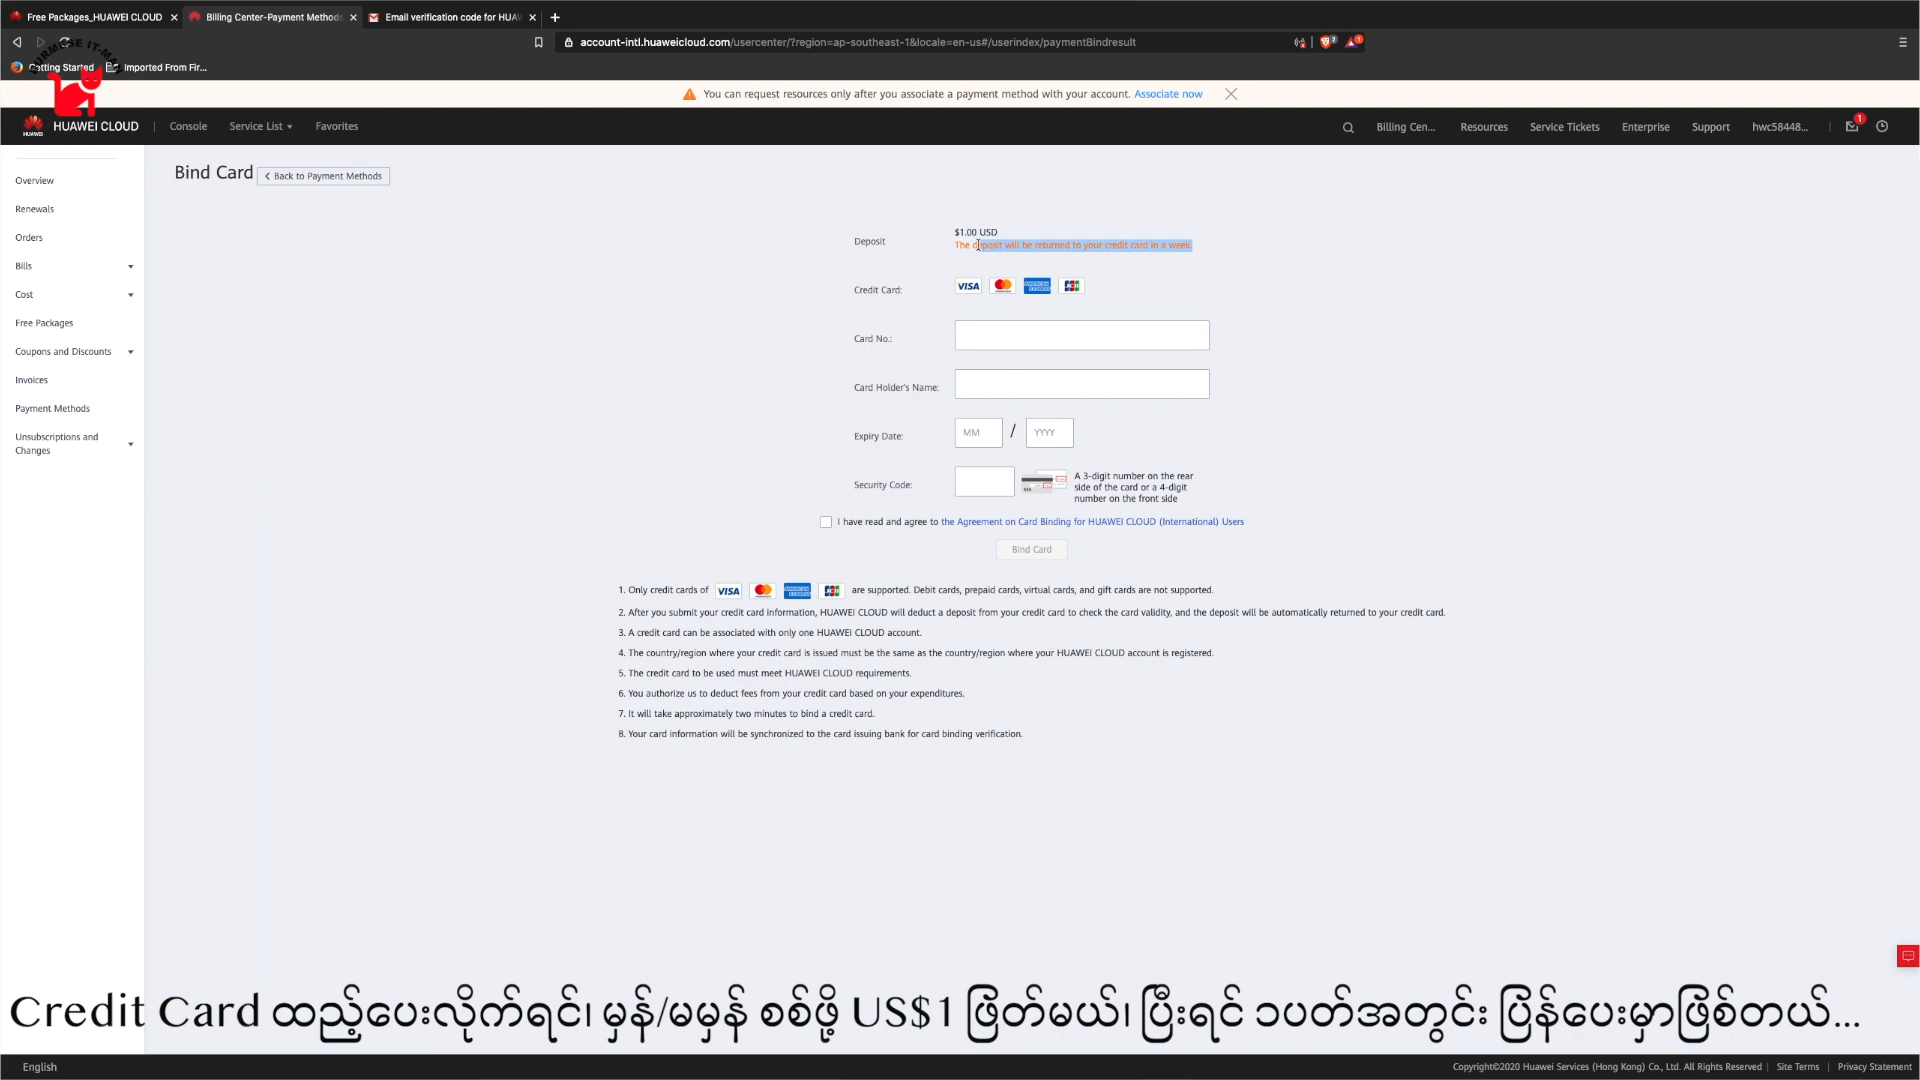 Free Packages_HUAWEI CLOUD
Billing Center-Payment Methods
Email verification code for HUAW
account-intl.huaweicloud.com/usercenter/?region=ap-southeast-1&locale=en-us#/userindex/paymentBindresult
2
1
BURMESE IT-MAN
Getting Started
Imported From Fir...
You can request resources only after you associate a payment method with your account. Associate now
HUAWEI
HUAWEI CLOUD
Console
Service List
Favorites
Billing Cen...
Resources
Service Tickets
Enterprise
Support
hwc58448...
1
Overview
Renewals
Orders
Bills
Cost
Free Packages
Coupons and Discounts
Invoices
Payment Methods
Unsubscriptions and
Changes
Bind Card
Back to Payment Methods
Deposit
$1.00 USD
The deposit will be returned to your credit card in a week.
Credit Card:
VISA
AMERICAN EXPRESS
JCB
Card No.:
Card Holder's Name:
Expiry Date:
MM / YYYY
Security Code:
A 3-digit number on the rear
side of the card or a 4-digit
number on the front side
I have read and agree to the Agreement on Card Binding for HUAWEI CLOUD (International) Users
Bind Card
1. Only credit cards of VISA AMERICAN EXPRESS JCB are supported. Debit cards, prepaid cards, virtual cards, and gift cards are not supported.
2. After you submit your credit card information, HUAWEI CLOUD will deduct a deposit from your credit card to check the card validity, and the deposit will be automatically returned to your credit card.
3. A credit card can be associated with only one HUAWEI CLOUD account.
4. The country/region where your credit card is issued must be the same as the country/region where your HUAWEI CLOUD account is registered.
5. The credit card to be used must meet HUAWEI CLOUD requirements.
6. You authorize us to deduct fees from your credit card based on your expenditures.
7. It will take approximately two minutes to bind a credit card.
8. Your card information will be synchronized to the card issuing bank for card binding verification.
Credit Card ထည့်ပေးလိုက်ရင်၊ မှန်/မမှန် စစ်ဖို့ US$1 ဖြတ်မယ်၊ ပြီးရင် ၁ပတ်အတွင်း ပြန်ပေးမှာဖြစ်တယ်...
English
Copyright©2020 Huawei Services (Hong Kong) Co., Ltd. All Rights Reserved
Site Terms
Privacy Statement